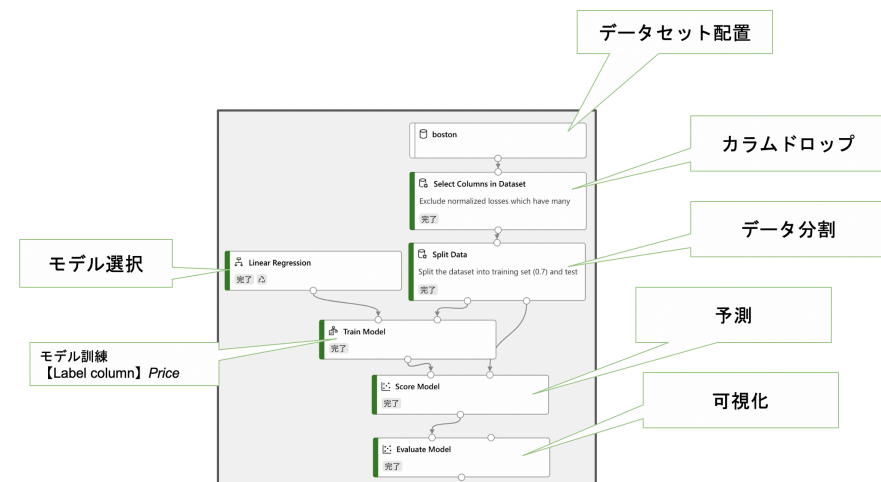 データセット配置
boston
カラムドロップ
Select Columns in Dataset
Exclude normalized losses which have many
完了
データ分割
Split Data
Split the dataset into training set (0.7) and test
完了
モデル選択
Linear Regression
完了
予測
Train Model
完了
モデル訓練
【Label column】Price
Score Model
完了
可視化
Evaluate Model
完了